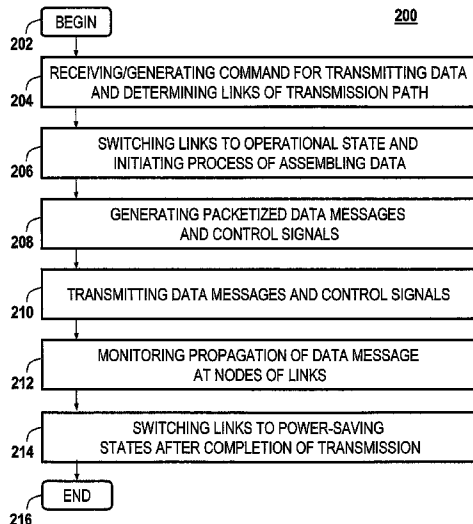 BEGIN
200
202
RECEIVING/GENERATING COMMAND FOR TRANSMITTING DATA
AND DETERMINING LINKS OF TRANSMISSION PATH
204
SWITCHING LINKS TO OPERATIONAL STATE AND
INITIATING PROCESS OF ASSEMBLING DATA
206
GENERATING PACKETIZED DATA MESSAGES
AND CONTROL SIGNALS
208
TRANSMITTING DATA MESSAGES AND CONTROL SIGNALS
210
MONITORING PROPAGATION OF DATA MESSAGE
AT NODES OF LINKS
212
SWITCHING LINKS TO POWER-SAVING
STATES AFTER COMPLETION OF TRANSMISSION
214
END
216